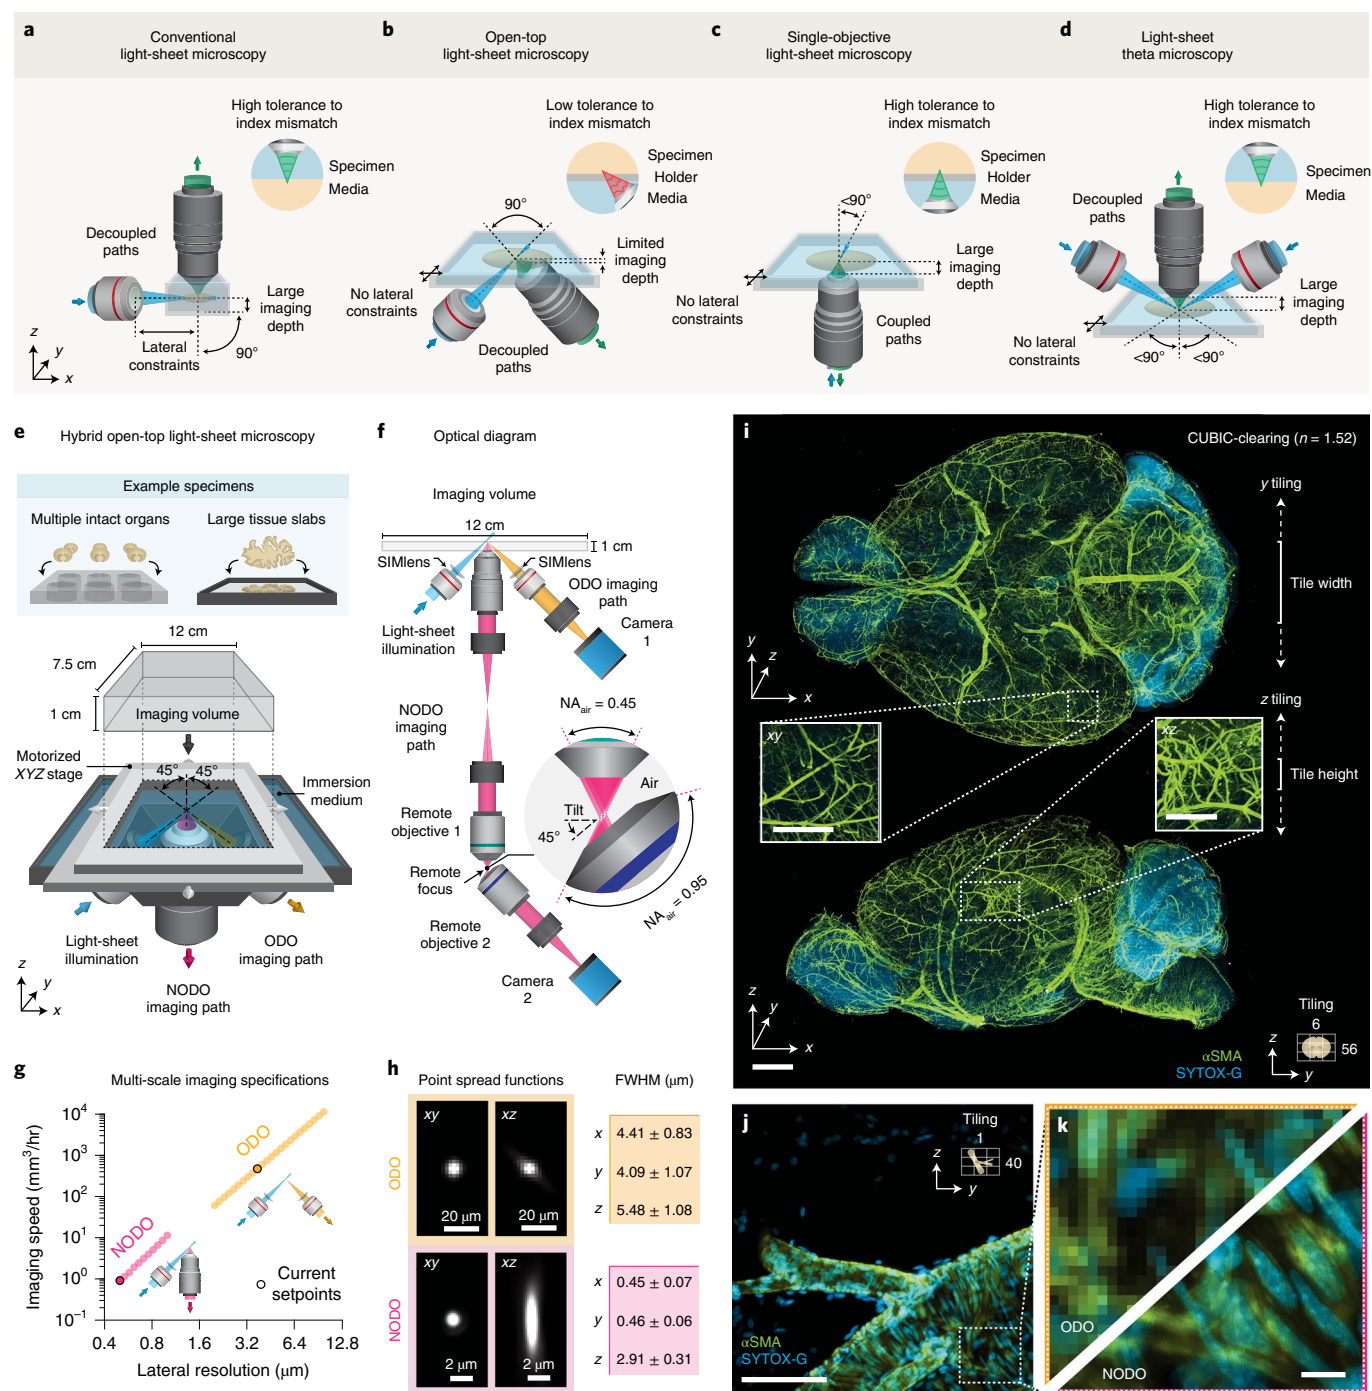 a
Conventional
light-sheet microscopy
b
Open-top
light-sheet microscopy
c
Single-objective
light-sheet microscopy
d
Light-sheet
theta microscopy
High tolerance to
index mismatch
Specimen
Media
Decoupled
paths
Large
imaging
depth
Lateral
constraints
90°
z
y
x
Low tolerance to
index mismatch
Specimen
Holder
Media
90°
Limited
imaging
depth
No lateral
constraints
Decoupled
paths
High tolerance to
index mismatch
Specimen
Holder
Media
<90°
Large
imaging
depth
No lateral
constraints
Coupled
paths
High tolerance to
index mismatch
Specimen
Media
Decoupled
paths
Large
imaging
depth
No lateral
constraints
<90°
<90°
e
Hybrid open-top light-sheet microscopy
Example specimens
Multiple intact organs
Large tissue slabs
12 cm
7.5 cm
1 cm
Imaging volume
Motorized
XYZ stage
45°
45°
Immersion
medium
Light-sheet
illumination
ODO
imaging path
NODO
imaging path
z
y
x
f
Optical diagram
Imaging volume
12 cm
1 cm
SIMlens
SIMlens
ODO imaging
path
Camera
1
Light-sheet
illumination
NODO
imaging
path
NAair = 0.45
Air
Tilt
45°
Remote
objective 1
Remote
focus
NAair = 0.95
Remote
objective 2
Camera
2
g
Multi-scale imaging specifications
Imaging speed (mm³/hr)
10⁴
10³
10²
10¹
10⁰
10⁻¹
ODO
NODO
Current
setpoints
0.4
0.8
1.6
3.2
6.4
12.8
Lateral resolution (μm)
h
Point spread functions
FWHM (μm)
ODO
xy
20 μm
xz
20 μm
x 4.41 ± 0.83
y 4.09 ± 1.07
z 5.48 ± 1.08
NODO
xy
2 μm
xz
2 μm
x 0.45 ± 0.07
y 0.46 ± 0.06
z 2.91 ± 0.31
i
CUBIC-clearing (n = 1.52)
y tiling
Tile width
y
z
x
z tiling
Tile height
xy
xz
z
y
x
Tiling
6
56
z
y
αSMA
SYTOX-G
j
Tiling
1
40
z
y
αSMA
SYTOX-G
k
ODO
NODO